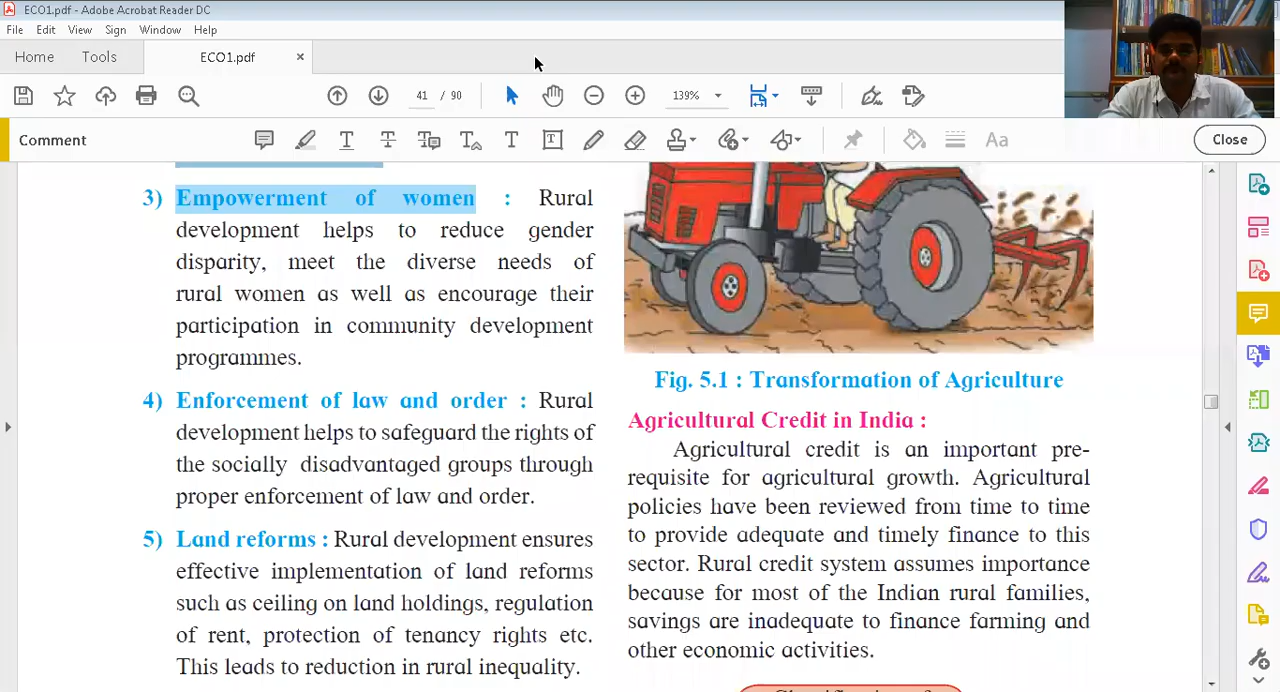 ECO1.pdf - Adobe Acrobat Reader DC
File Edit View Sign Window Help
Home Tools ECO1.pdf ×
41 / 90 139%
Comment
T T T T T Aa Close
3) Empowerment of women : Rural
development helps to reduce gender
disparity, meet the diverse needs of
rural women as well as encourage their
participation in community development
programmes.
4) Enforcement of law and order : Rural
development helps to safeguard the rights of
the socially disadvantaged groups through
proper enforcement of law and order.
5) Land reforms : Rural development ensures
effective implementation of land reforms
such as ceiling on land holdings, regulation
of rent, protection of tenancy rights etc.
This leads to reduction in rural inequality.
Fig. 5.1 : Transformation of Agriculture
Agricultural Credit in India :
Agricultural credit is an important pre-
requisite for agricultural growth. Agricultural
policies have been reviewed from time to time
to provide adequate and timely finance to this
sector. Rural credit system assumes importance
because for most of the Indian rural families,
savings are inadequate to finance farming and
other economic activities.